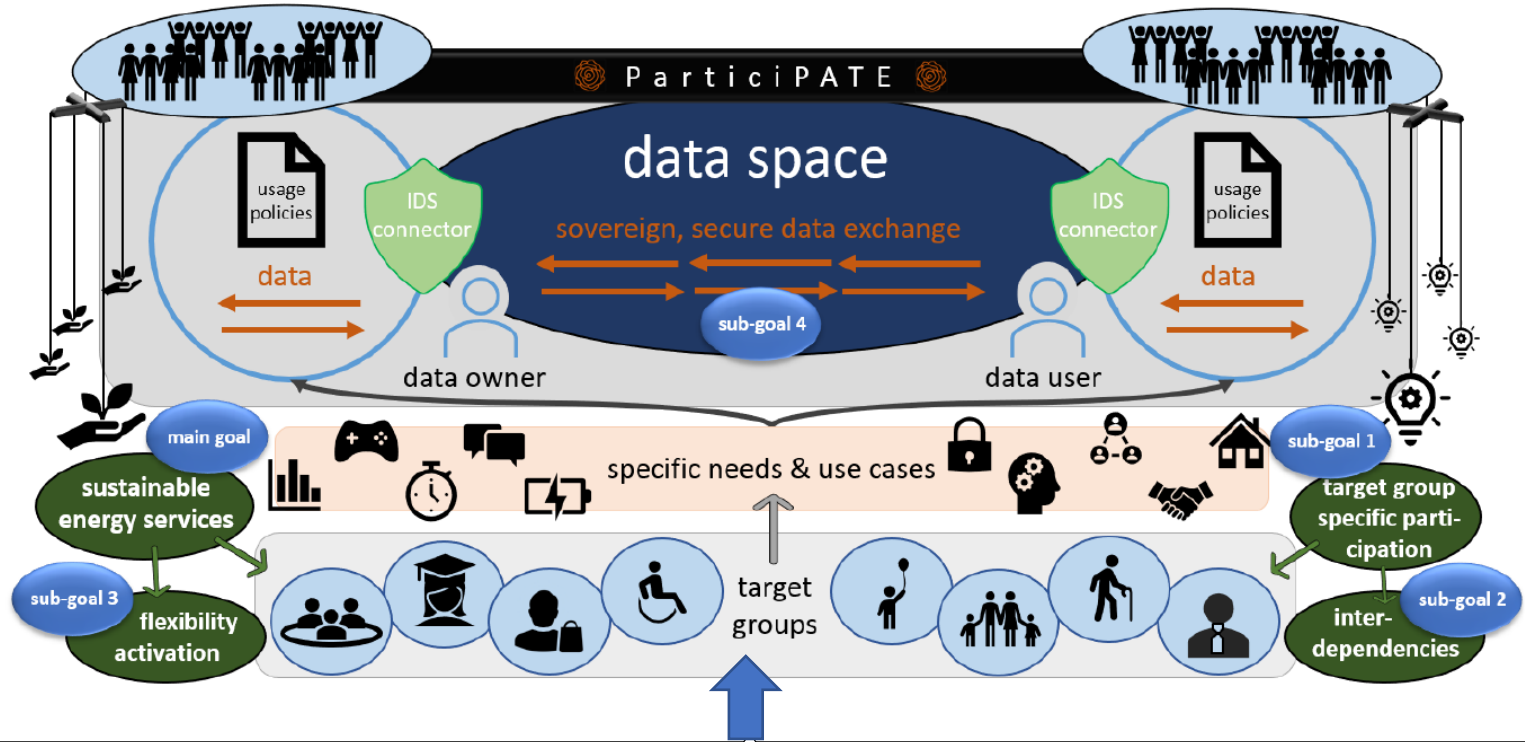 ParticiPATE
data space
usage
policies
IDS
connector
IDS
connector
usage
policies
sovereign, secure data exchange
data
data
sub-goal 4
data owner
data user
main goal
sub-goal 1
specific needs & use cases
sustainable
energy services
target group
specific parti-
cipation
sub-goal 3
flexibility
activation
target
groups
sub-goal 2
inter-
dependencies